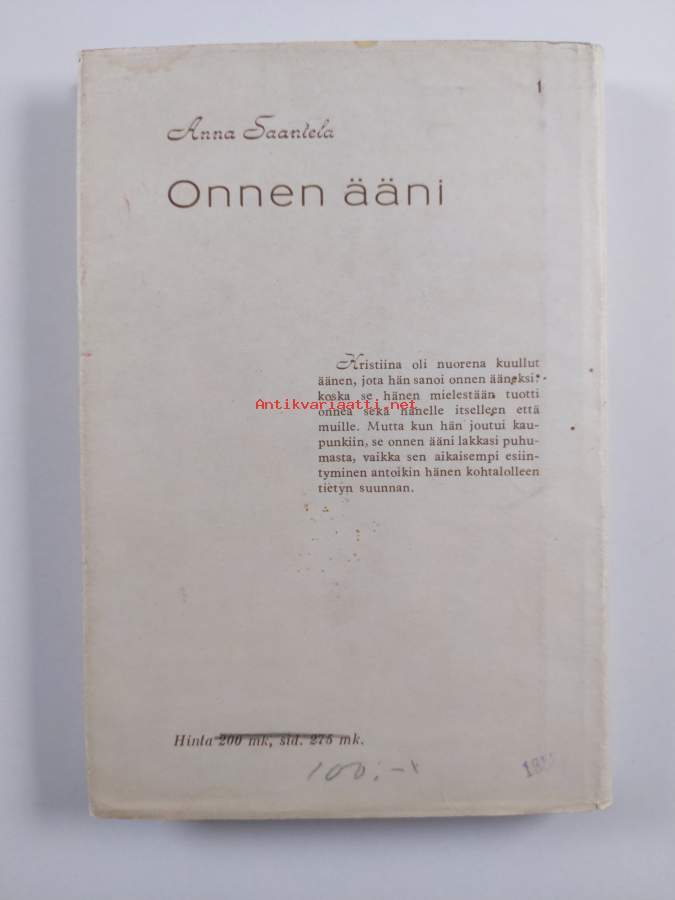 1
Anna Saantela
Onnen ääni
Kristiina oli nuorena kuullut
äänen, jota hän sanoi onnen ääneksi
koska se hänen mielestään tuotti
Antikvariaatti.net
onnea sekä hänelle itselleen että
muille. Mutta kun hän joutui kau-
punkiin, se onnen ääni lakkasi puhu-
masta, vaikka sen aikaisempi esiin-
tyminen antoikin hänen kohtalolleen
tietyn suunnan.
Hinta 200 mk, sid. 275 mk.
100:-